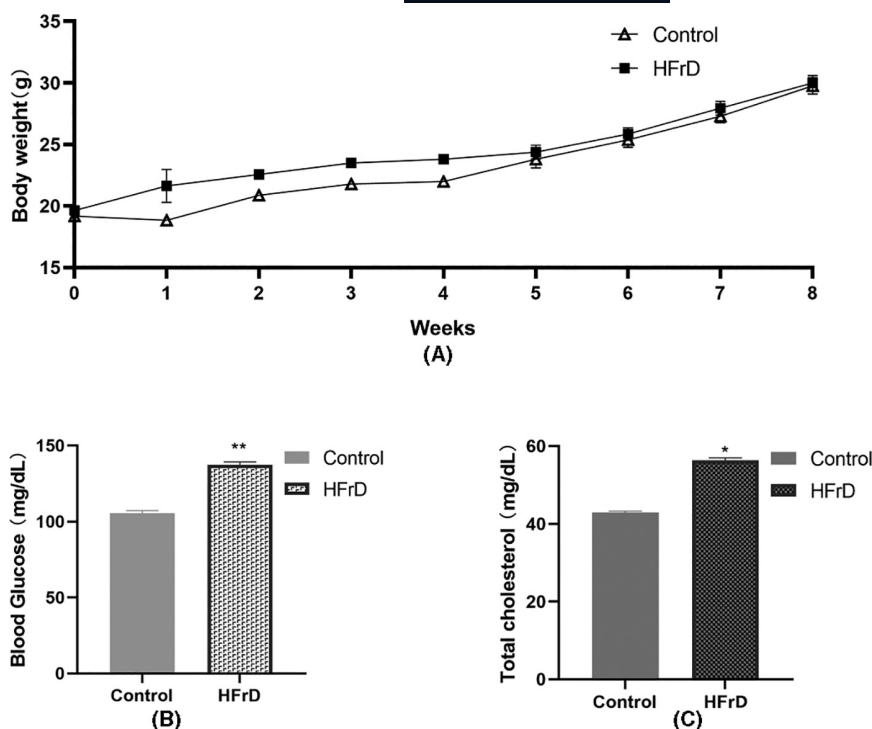 Control
HFrD
Body weight(g)
35
30
25
20
15
0 1 2 3 4 5 6 7 8
Weeks
(A)
Blood Glucose (mg/dL)
150
100
50
0
**
Control
HFrD
Control HFrD
(B)
Total cholesterol (mg/dL)
60
40
20
0
*
Control
HFrD
Control HFrD
(C)